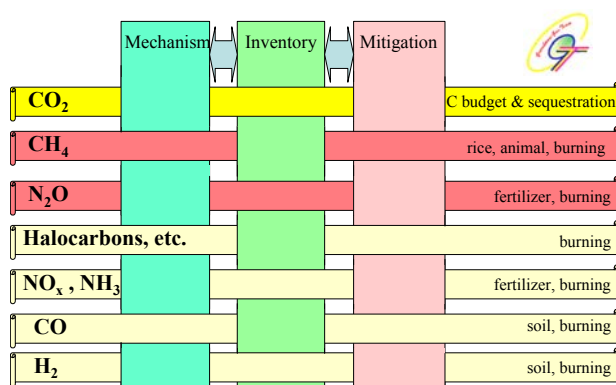 Mechanism Inventory Mitigation
CO₂ C budget & sequestration
CH₄ rice, animal, burning
N₂O fertilizer, burning
Halocarbons, etc. burning
NOₓ , NH₃ fertilizer, burning
CO soil, burning
H₂ soil, burning